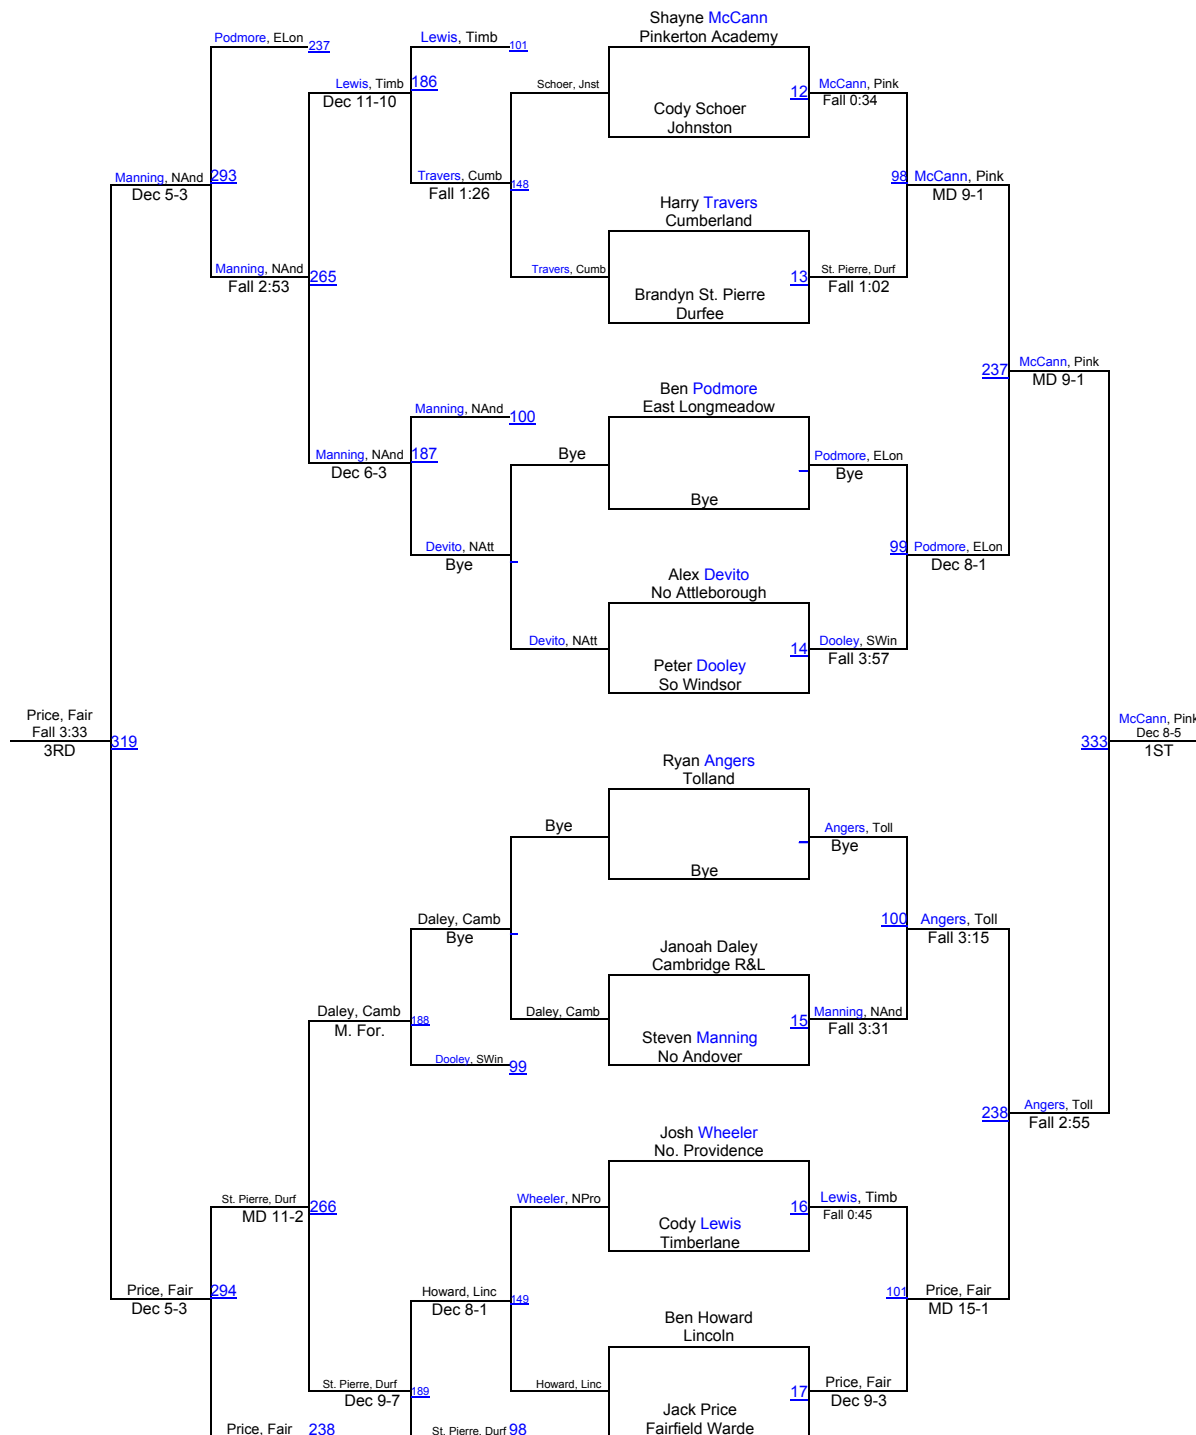 Shayne McCann
Pinkerton Academy
Podmore, ELon
237
Lewis, Timb
101
Lewis, Timb
186
Dec 11-10
Schoer, Jnst
12
McCann, Pink
Fall 0:34
Cody Schoer
Johnston
Manning, NAnd
293
Dec 5-3
Travers, Cumb
148
Fall 1:26
98
McCann, Pink
MD 9-1
Harry Travers
Cumberland
Manning, NAnd
265
Fall 2:53
Travers, Cumb
13
St. Pierre, Durf
Fall 1:02
Brandyn St. Pierre
Durfee
237
McCann, Pink
MD 9-1
Ben Podmore
East Longmeadow
Manning, NAnd
100
Manning, NAnd
187
Dec 6-3
Bye
Podmore, ELon
Bye
Bye
Devito, NAtt
Bye
99
Podmore, ELon
Dec 8-1
Alex Devito
No Attleborough
Devito, NAtt
14
Dooley, SWin
Fall 3:57
Peter Dooley
So Windsor
Price, Fair
Fall 3:33
3RD
319
333
McCann, Pink
Dec 8-5
1ST
Ryan Angers
Tolland
Bye
Angers, Toll
Bye
Bye
Daley, Camb
Bye
100
Angers, Toll
Fall 3:15
Janoah Daley
Cambridge R&L
Daley, Camb
188
M. For.
Daley, Camb
15
Manning, NAnd
Fall 3:31
Steven Manning
No Andover
Dooley, SWin
99
238
Angers, Toll
Fall 2:55
Josh Wheeler
No. Providence
St. Pierre, Durf
266
MD 11-2
Wheeler, NPro
16
Lewis, Timb
Fall 0:45
Cody Lewis
Timberlane
Price, Fair
294
Dec 5-3
Howard, Linc
149
Dec 8-1
101
Price, Fair
MD 15-1
Ben Howard
Lincoln
St. Pierre, Durf
189
Dec 9-7
Howard, Linc
17
Price, Fair
Dec 9-3
Jack Price
Fairfield Warde
Price, Fair
238
St. Pierre, Durf
98